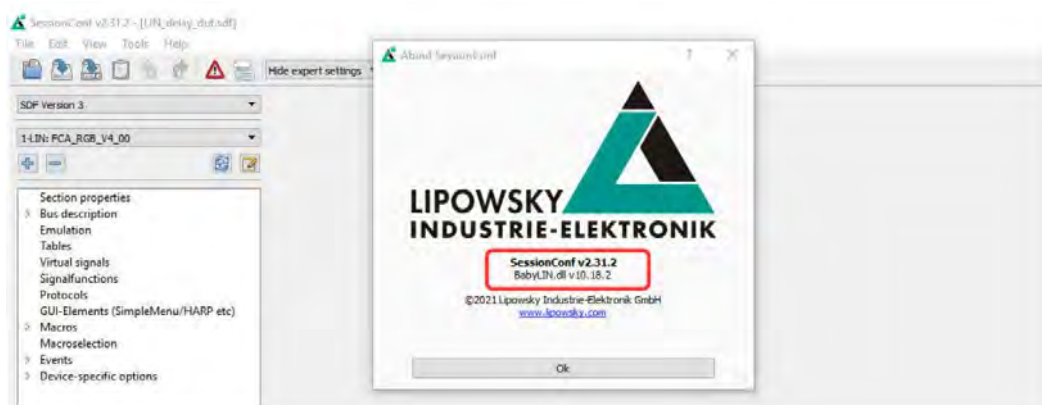 SessionConf v2.31.2 - [LIN_delay_dut.sdf]
File Edit View Tools Help
Hide expert settings
SDF Version 3
1-LIN: FCA_RGB_V4_00
Section properties
Bus description
Emulation
Tables
Virtual signals
Signalfunctions
Protocols
GUI-Elements (SimpleMenu/HARP etc)
Macros
Macroselection
Events
Device-specific options
About SessionConf
?
LIPOWSKY
INDUSTRIE-ELEKTRONIK
SessionConf v2.31.2
BabyLIN.dll v10.18.2
©2021 Lipowsky Industrie-Elektronik GmbH
www.lipowsky.com
Ok